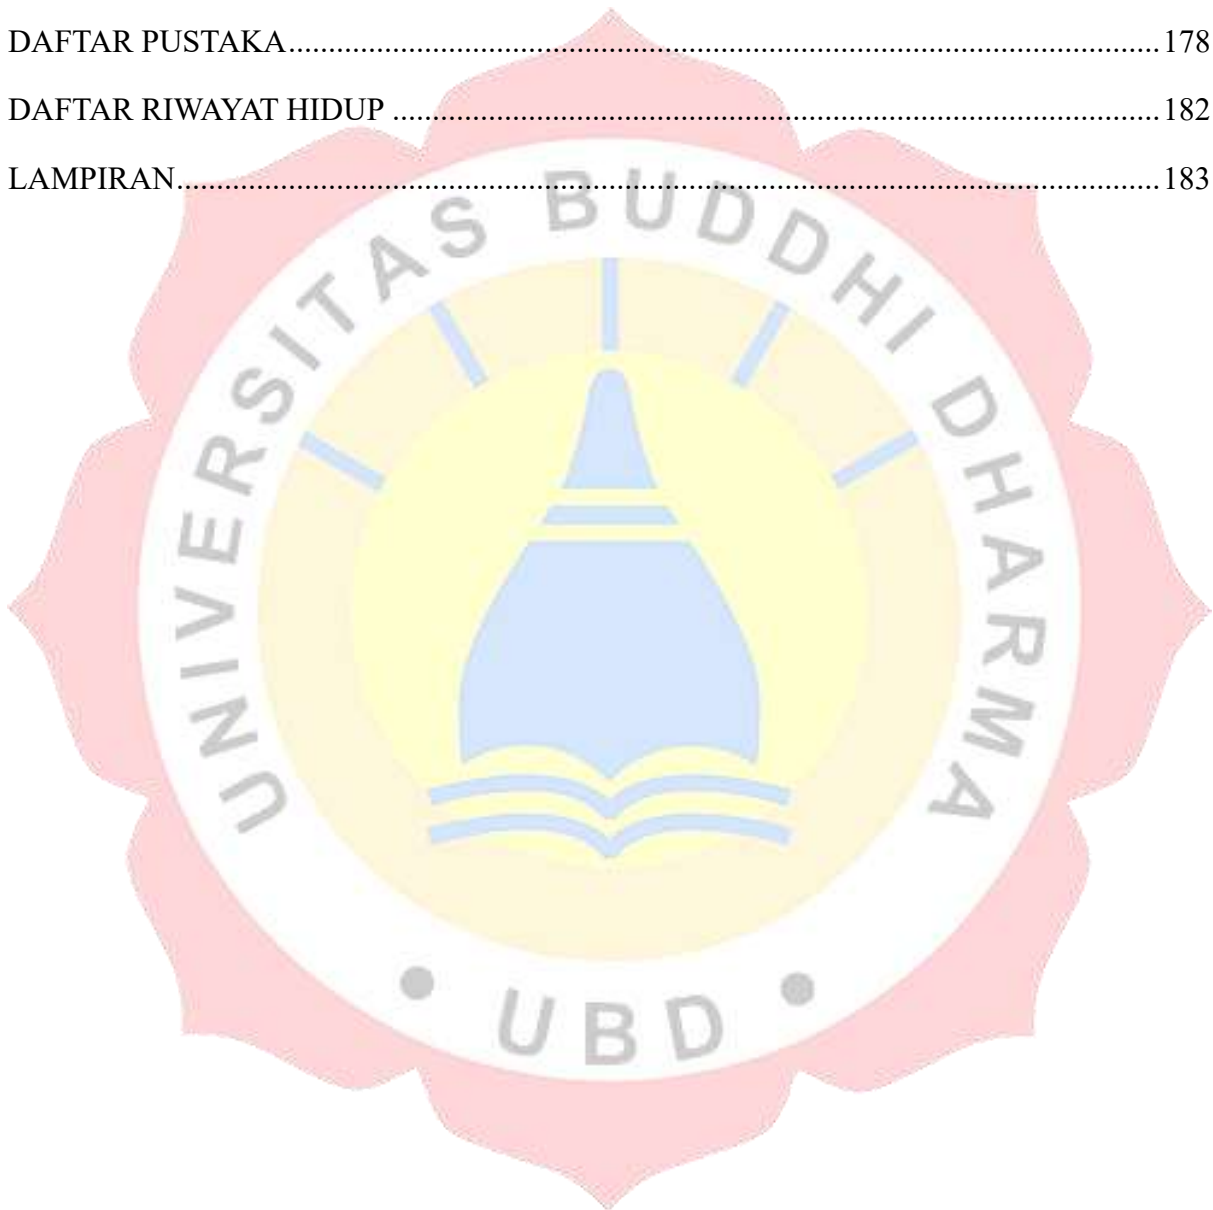 DAFTAR PUSTAKA............................................................................................................. 178
DAFTAR RIWAYAT HIDUP ................................................................................................ 182
LAMPIRAN........................................................................................................................... 183
UNIVERSITAS BUDDHI DHARMA
• UBD •